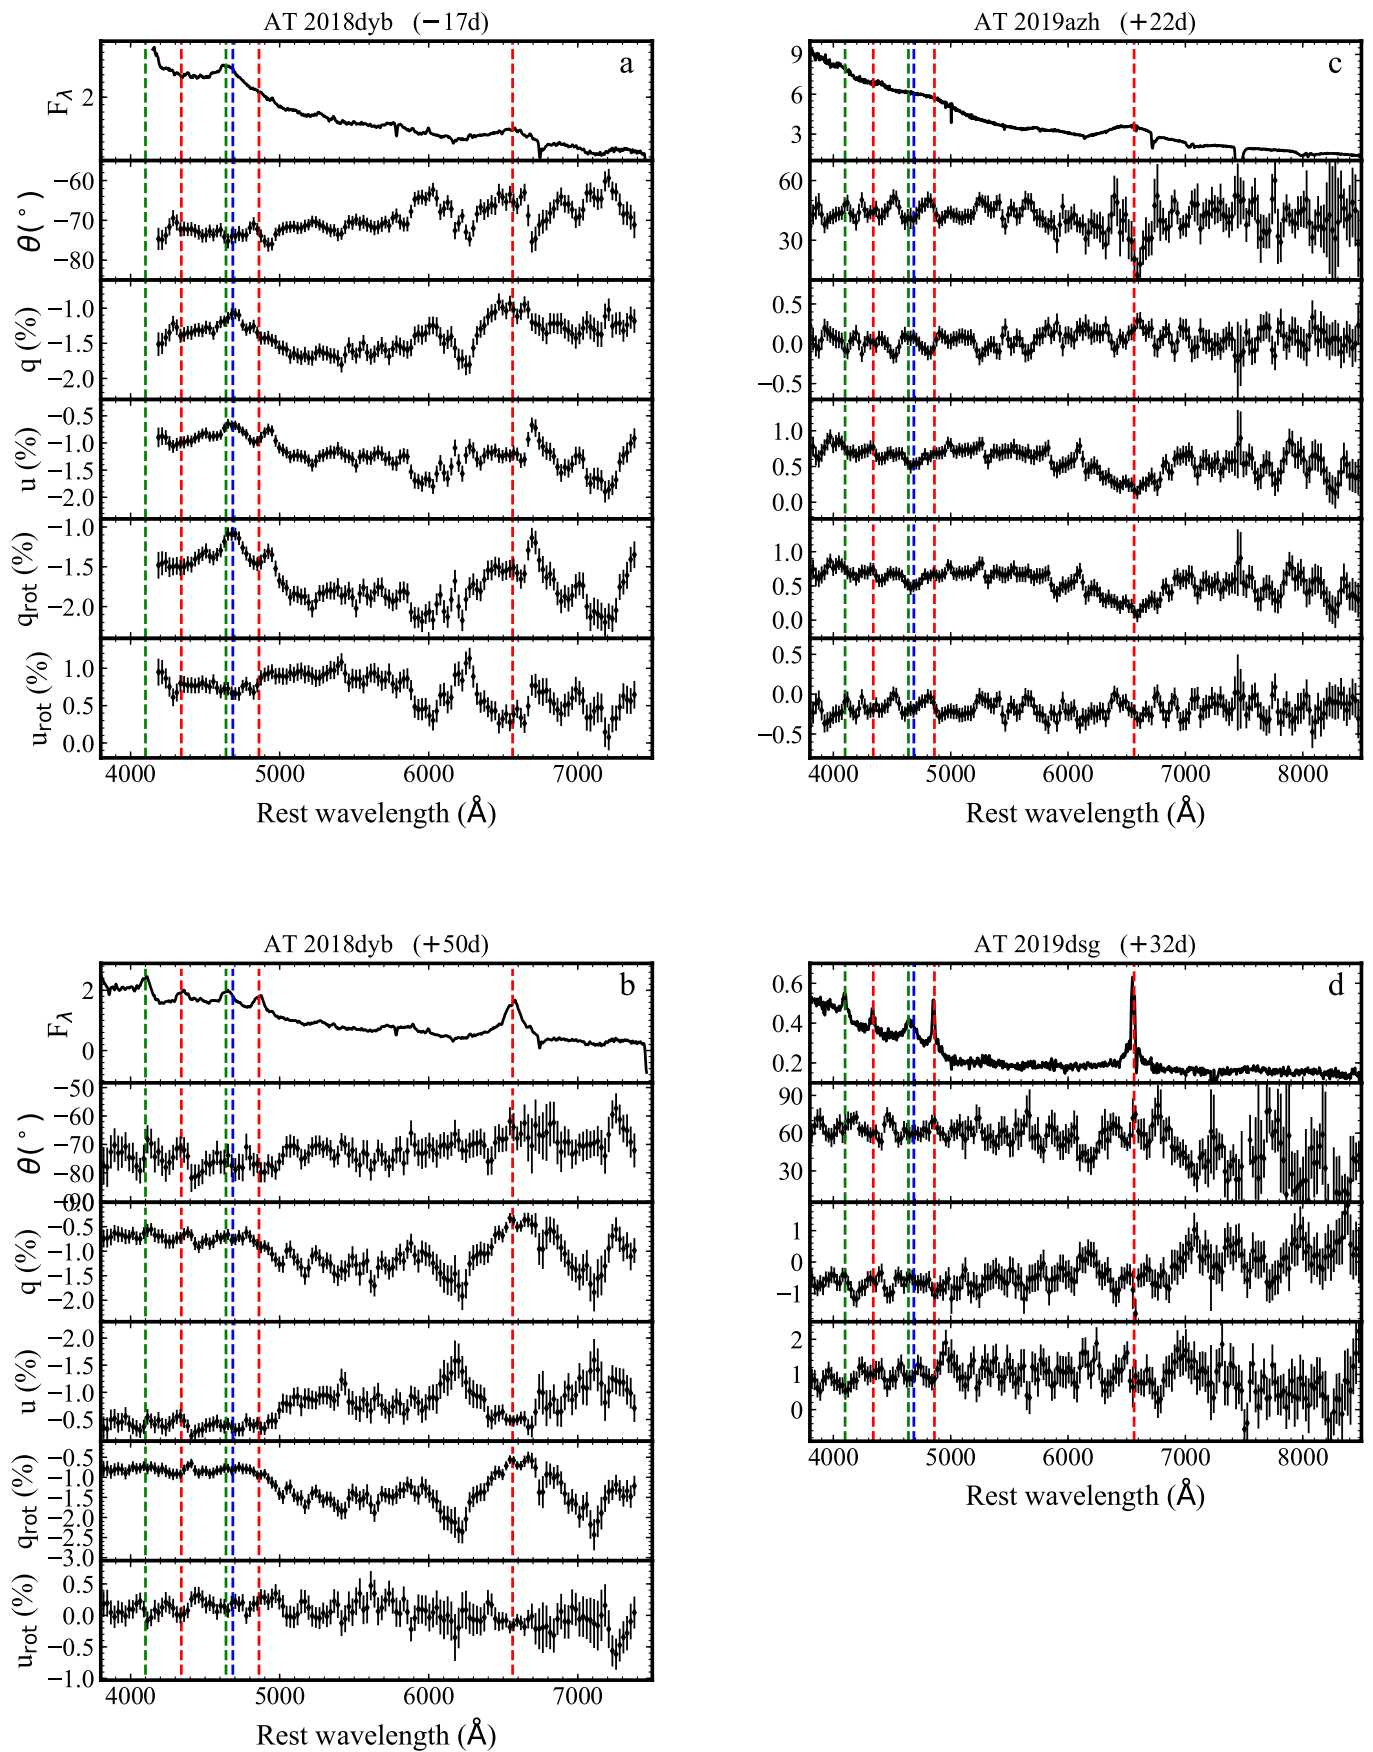 AT 2018dyb (−17d)
a
Fλ
2
θ(°)
−60
−70
−80
q (%)
−1.0
−1.5
−2.0
u (%)
−0.5
−1.0
−1.5
−2.0
qrot (%)
−1.0
−1.5
−2.0
urot (%)
1.0
0.5
0.0
4000 5000 6000 7000
Rest wavelength (Å)
AT 2019azh (+22d)
c
9
6
3
60
30
0.5
0.0
−0.5
1.0
0.5
0.0
1.0
0.5
0.0
0.5
0.0
−0.5
4000 5000 6000 7000 8000
Rest wavelength (Å)
AT 2018dyb (+50d)
b
Fλ
2
0
θ(°)
−50
−60
−70
−80
−90
q (%)
0.0
−0.5
−1.0
−1.5
−2.0
u (%)
−2.0
−1.5
−1.0
−0.5
qrot (%)
−0.5
−1.0
−1.5
−2.0
−2.5
−3.0
urot (%)
0.5
0.0
−0.5
−1.0
4000 5000 6000 7000
Rest wavelength (Å)
AT 2019dsg (+32d)
d
0.6
0.4
0.2
90
60
30
1
0
−1
2
1
0
4000 5000 6000 7000 8000
Rest wavelength (Å)